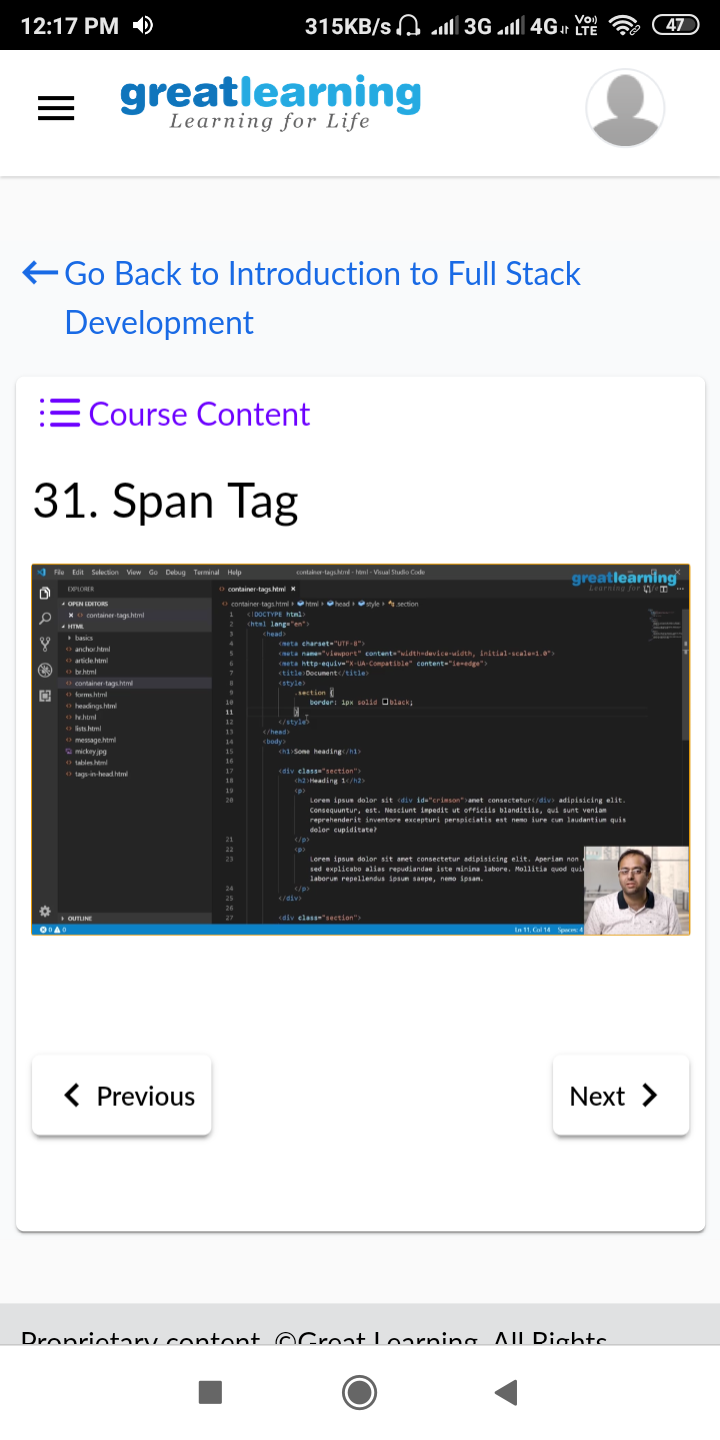 12:17 PM 315KB/s 3G 4G VoLTE 47
greatlearning
Learning for Life
Go Back to Introduction to Full Stack
Development
Course Content
31. Span Tag
File Edit Selection View Go Debug Terminal Help container-tags.html - html - Visual Studio Code
greatlearning
Learning for
EXPLORER
OPEN EDITORS
container-tags.html
HTML
basics
anchor.html
article.html
br.html
container-tags.html
forms.html
headings.html
hr.html
lists.html
message.html
mickey.jpg
tables.html
tags-in-head.html
OUTLINE
container-tags.html
container-tags.html html head style .section
1 <!DOCTYPE html>
2 <html lang="en">
3 <head>
4 <meta charset="UTF-8">
5 <meta name="viewport" content="width=device-width, initial-scale=1.0">
6 <meta http-equiv="X-UA-Compatible" content="ie=edge">
7 <title>Document</title>
8 <style>
9 .section {
10 border: 1px solid black;
11 }
12 </style>
13 </head>
14 <body>
15 <h1>Some heading</h1>
16
17 <div class="section">
18 <h2>Heading 1</h2>
19 <p>
20 Lorem ipsum dolor sit <div id="crimson">amet consectetur</div> adipisicing elit.
Consequuntur, est. Nesciunt impedit ut officiis blanditiis, qui sunt veniam
reprehenderit inventore excepturi perspiciatis est nemo iure cum laudantium quis
dolor cupiditate?
21 </p>
22 <p>
23 Lorem ipsum dolor sit amet consectetur adipisicing elit. Aperiam non
sed explicabo alias repudiandae iste minima labore. Mollitia quod qui
laborum repellendus ipsum saepe, nemo ipsam.
24 </p>
25 </div>
26
27 <div class="section">
0 0
Ln 11, Col 14 Spaces: 4
Previous
Next
Proprietary content. ©Great Learning. All Rights